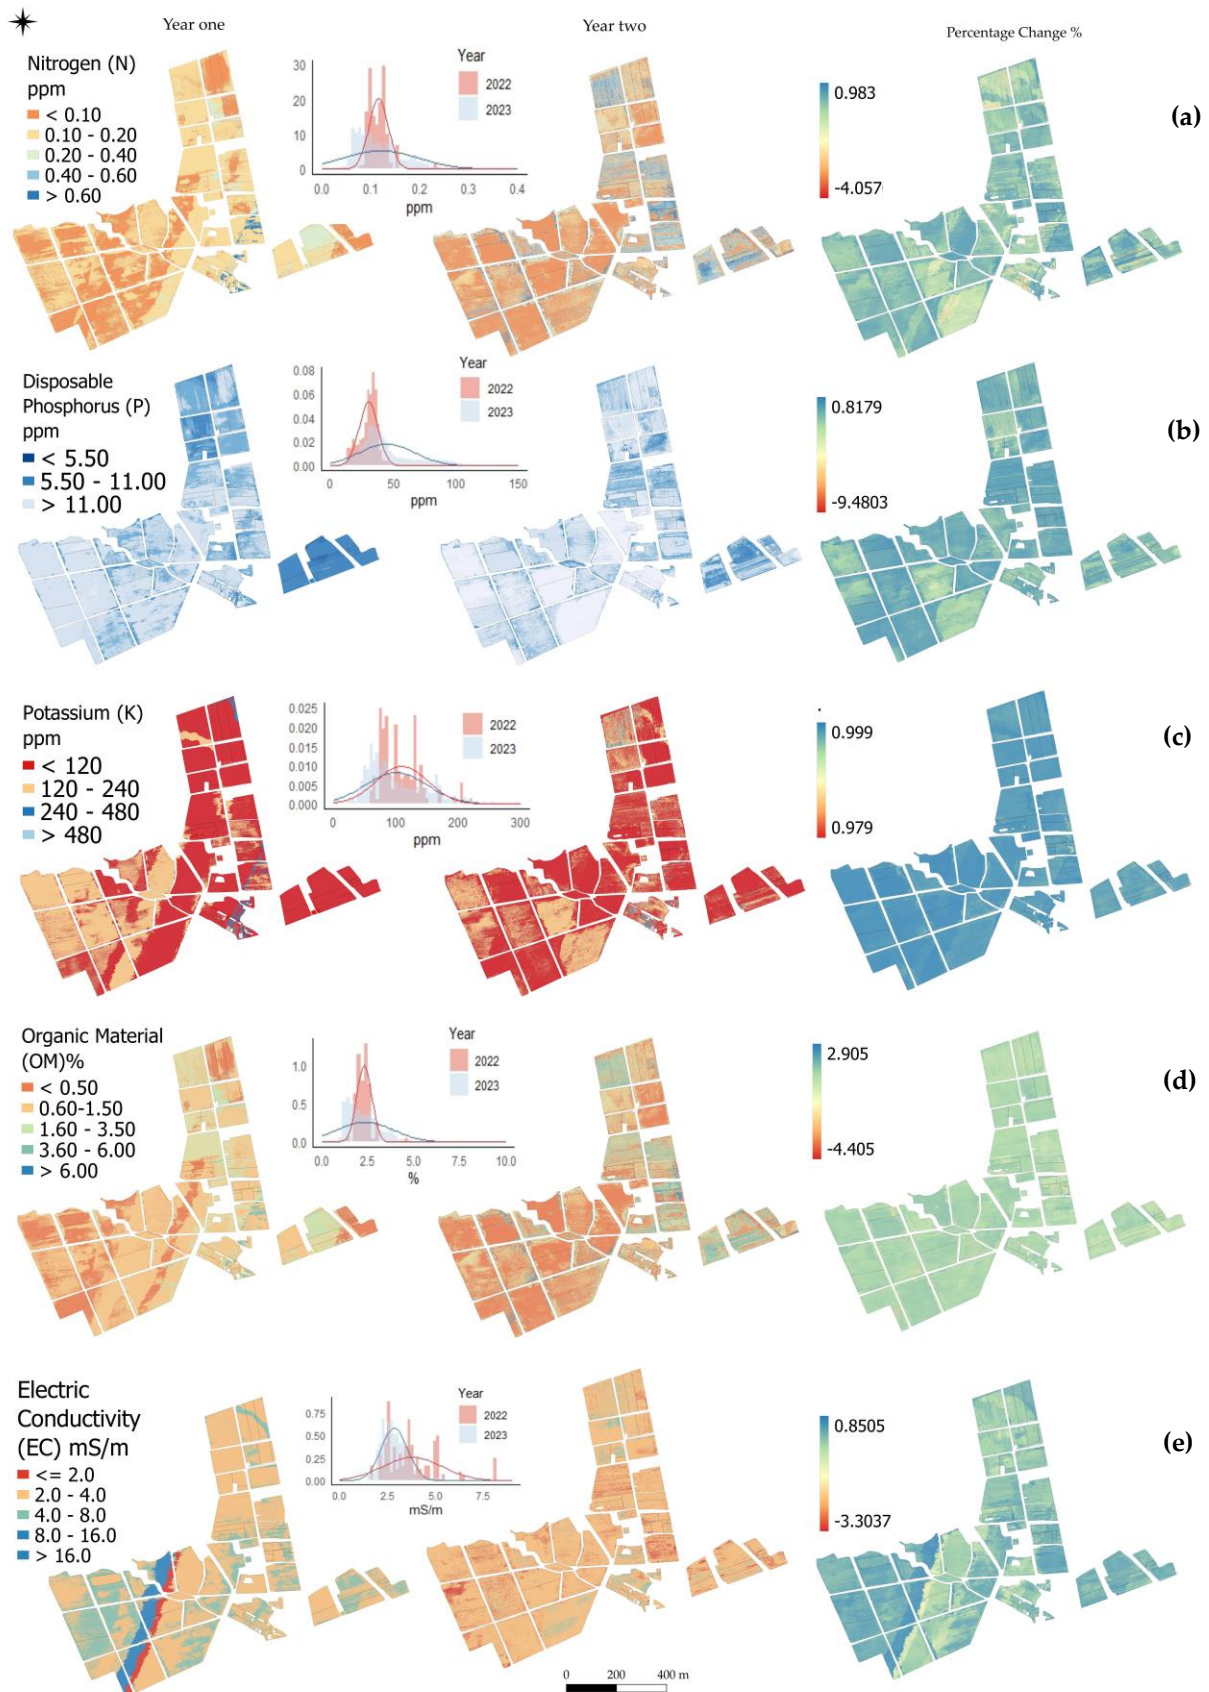 Year one
Year two
Percentage Change %
Nitrogen (N)
ppm
< 0.10
0.10 - 0.20
0.20 - 0.40
0.40 - 0.60
> 0.60
30
20
10
0
0.0 0.1 0.2 0.3 0.4
ppm
Year
2022
2023
0.983
-4.057
(a)
Disposable
Phosphorus (P)
ppm
< 5.50
5.50 - 11.00
> 11.00
0.08
0.06
0.04
0.02
0.00
0 50 100 150
ppm
Year
2022
2023
0.8179
-9.4803
(b)
Potassium (K)
ppm
< 120
120 - 240
240 - 480
> 480
0.025
0.020
0.015
0.010
0.005
0.000
0 100 200 300
ppm
2022
2023
0.999
0.979
(c)
Organic Material
(OM)%
< 0.50
0.60-1.50
1.60 - 3.50
3.60 - 6.00
> 6.00
1.0
0.5
0.0
0.0 2.5 5.0 7.5 10.0
%
Year
2022
2023
2.905
-4.405
(d)
Electric
Conductivity
(EC) mS/m
<= 2.0
2.0 - 4.0
4.0 - 8.0
8.0 - 16.0
> 16.0
0.75
0.50
0.25
0.00
0.0 2.5 5.0 7.5
mS/m
Year
2022
2023
0.8505
-3.3037
(e)
0 200 400 m